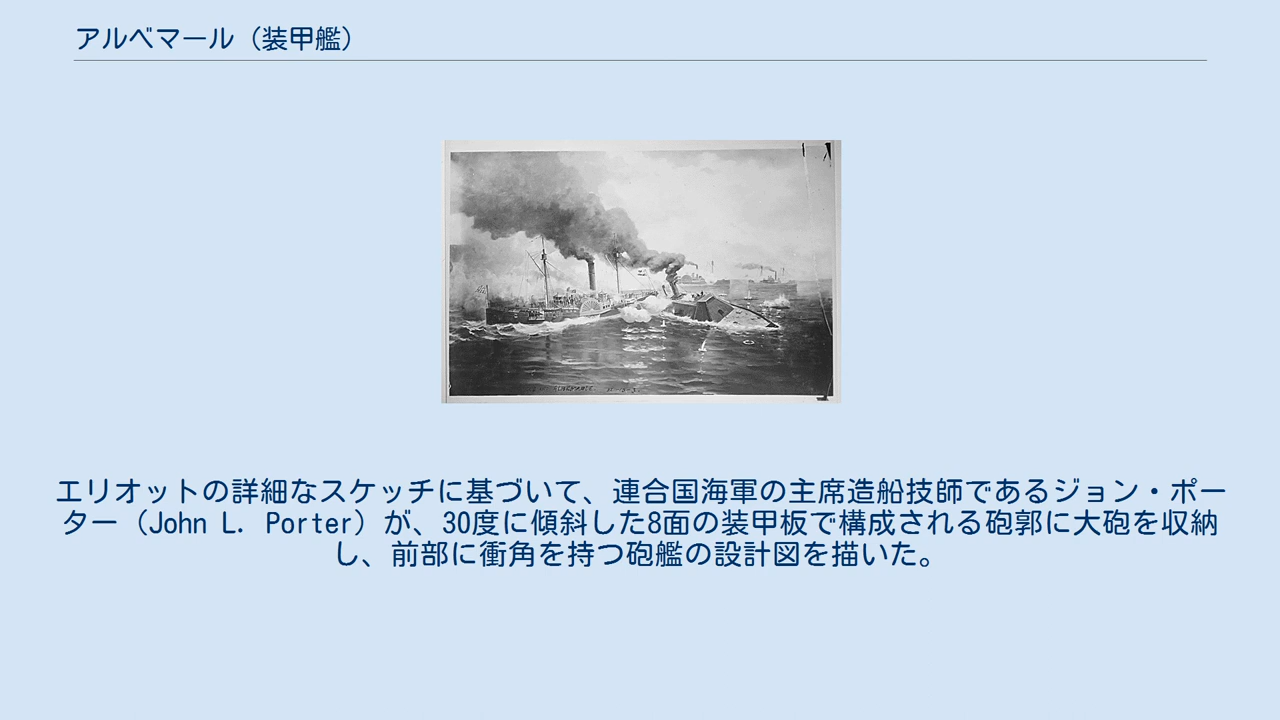 アルベマール（装甲艦）
エリオットの詳細なスケッチに基づいて、連合国海軍の主席造船技師であるジョン・ポー
ター（John L. Porter）が、30度に傾斜した8面の装甲板で構成される砲郭に大砲を収納
し、前部に衝角を持つ砲艦の設計図を描いた。